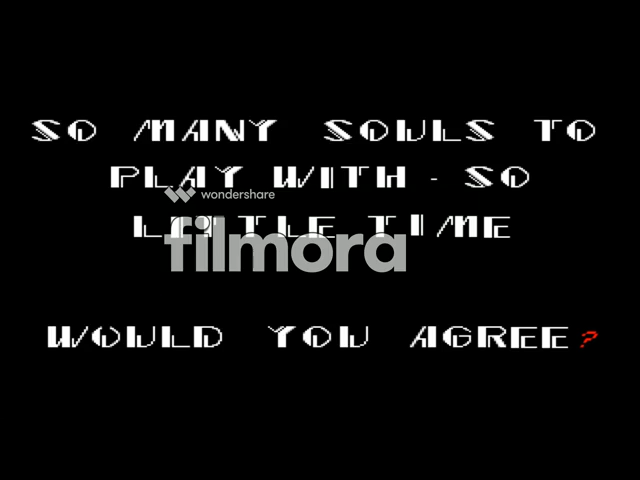 SO MANY SOULS TO
PLAY WITH - SO
wondershare
LITTLE TIME
filmora
WOULD YOU AGREE?